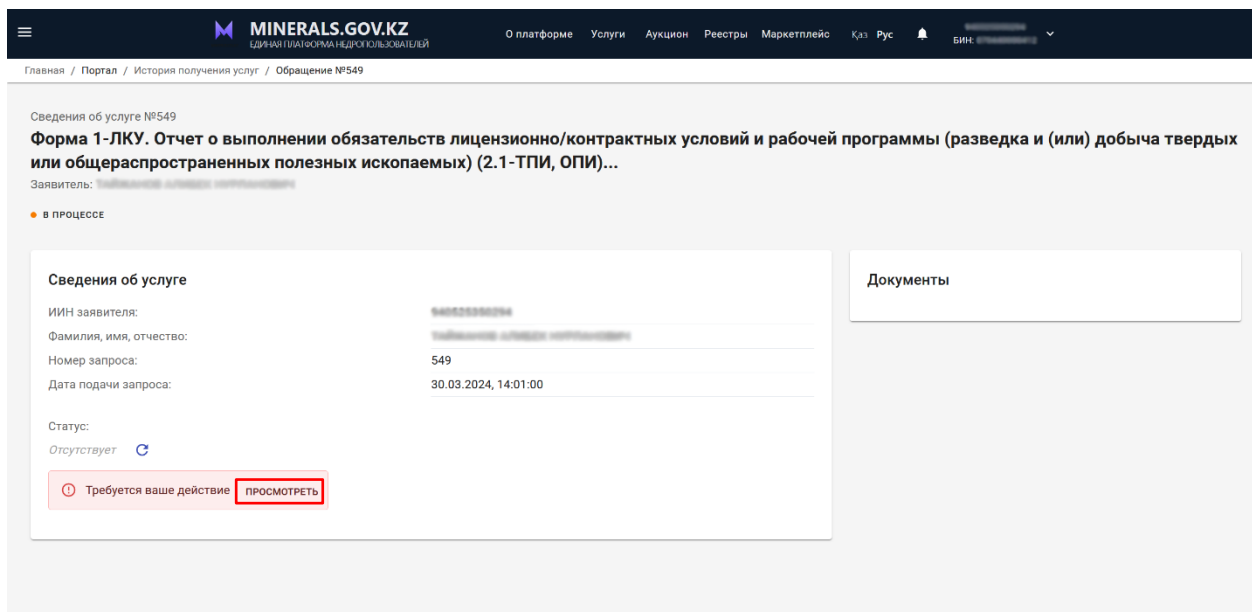 MINERALS.GOV.KZ
ЕДИНАЯ ПЛАТФОРМА НЕДРОПОЛЬЗОВАТЕЛЕЙ
О платформе Услуги Аукцион Реестры Маркетплейс Қаз Рус
БИН:
Главная / Портал / История получения услуг / Обращение №549
Сведения об услуге №549
Форма 1-ЛКУ. Отчет о выполнении обязательств лицензионно/контрактных условий и рабочей программы (разведка и (или) добыча твердых
или общераспространенных полезных ископаемых) (2.1-ТПИ, ОПИ)...
Заявитель:
В ПРОЦЕССЕ
Сведения об услуге
ИИН заявителя:
Фамилия, имя, отчество:
Номер запроса: 549
Дата подачи запроса: 30.03.2024, 14:01:00
Статус:
Отсутствует
Требуется ваше действие ПРОСМОТРЕТЬ
Документы